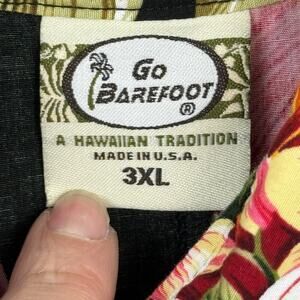 GO
BAREFOOT
®
A HAWAIIAN TRADITION
MADE IN U.S.A.
3XL